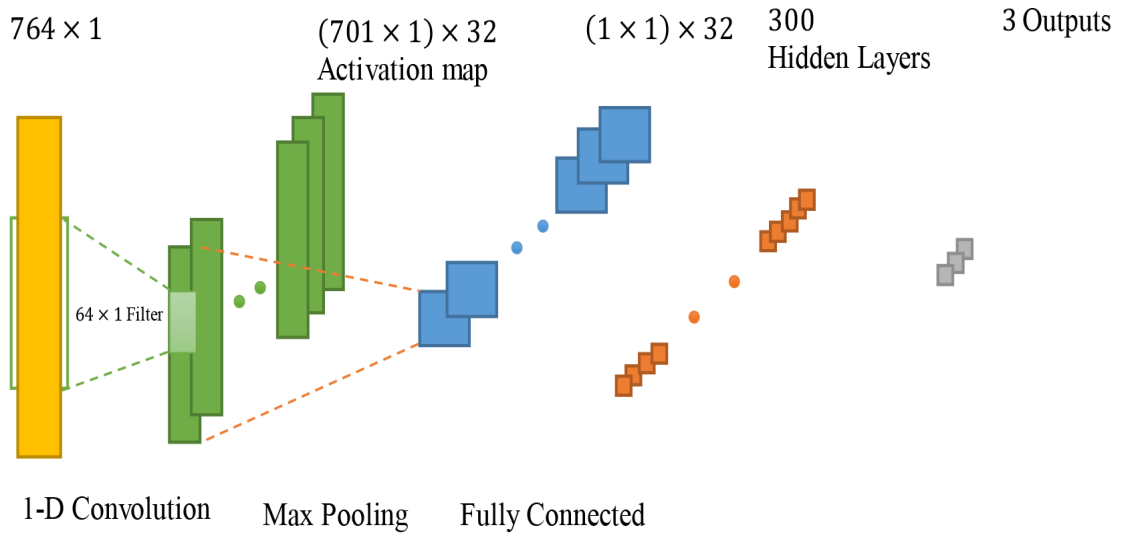 764 × 1
(701 × 1) × 32
Activation map
(1 × 1) × 32
300
Hidden Layers
3 Outputs
64 × 1 Filter
1-D Convolution
Max Pooling
Fully Connected